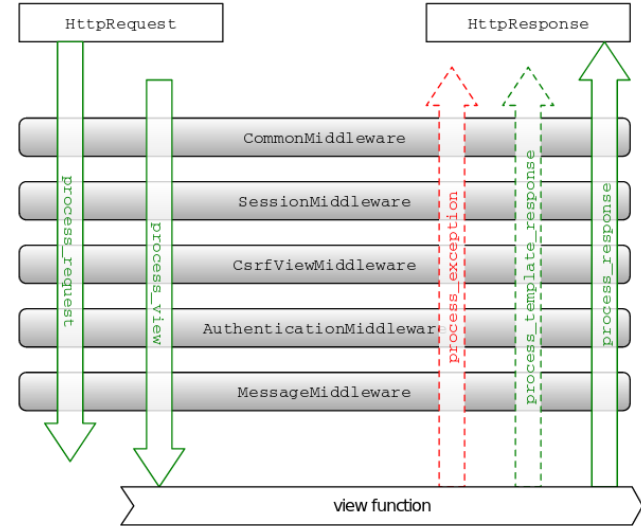 HttpRequest
HttpResponse
CommonMiddleware
SessionMiddleware
CsrfViewMiddleware
AuthenticationMiddleware
MessageMiddleware
process_request
process_view
process_exception
process_template_response
process_response
view function